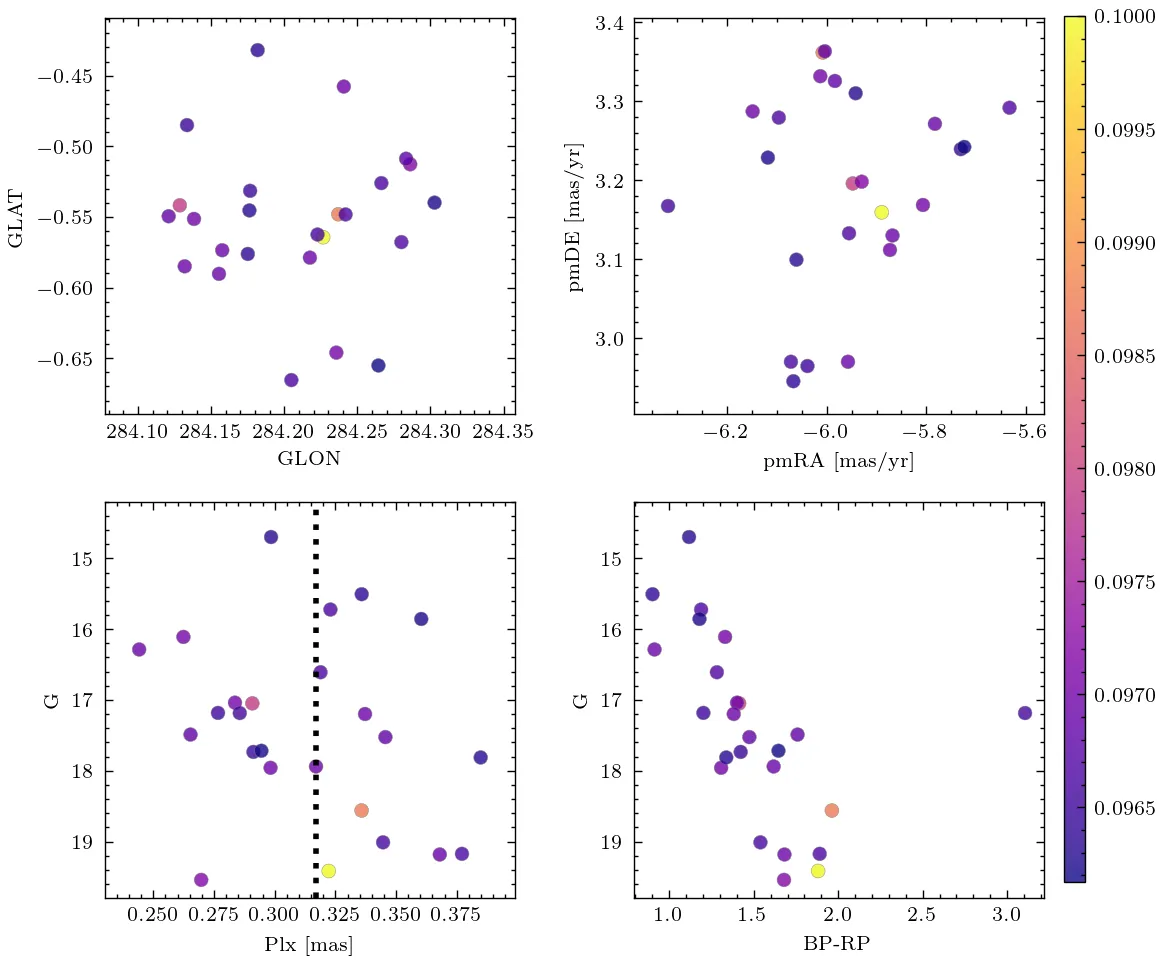 −0.45
−0.50
−0.55
−0.60
−0.65
GLAT
284.10 284.15 284.20 284.25 284.30 284.35
GLON
3.4
3.3
3.2
3.1
3.0
pmDE [mas/yr]
−6.2 −6.0 −5.8 −5.6
pmRA [mas/yr]
15
16
17
18
19
G
0.250 0.275 0.300 0.325 0.350 0.375
Plx [mas]
15
16
17
18
19
G
1.0 1.5 2.0 2.5 3.0
BP-RP
0.1000
0.0995
0.0990
0.0985
0.0980
0.0975
0.0970
0.0965